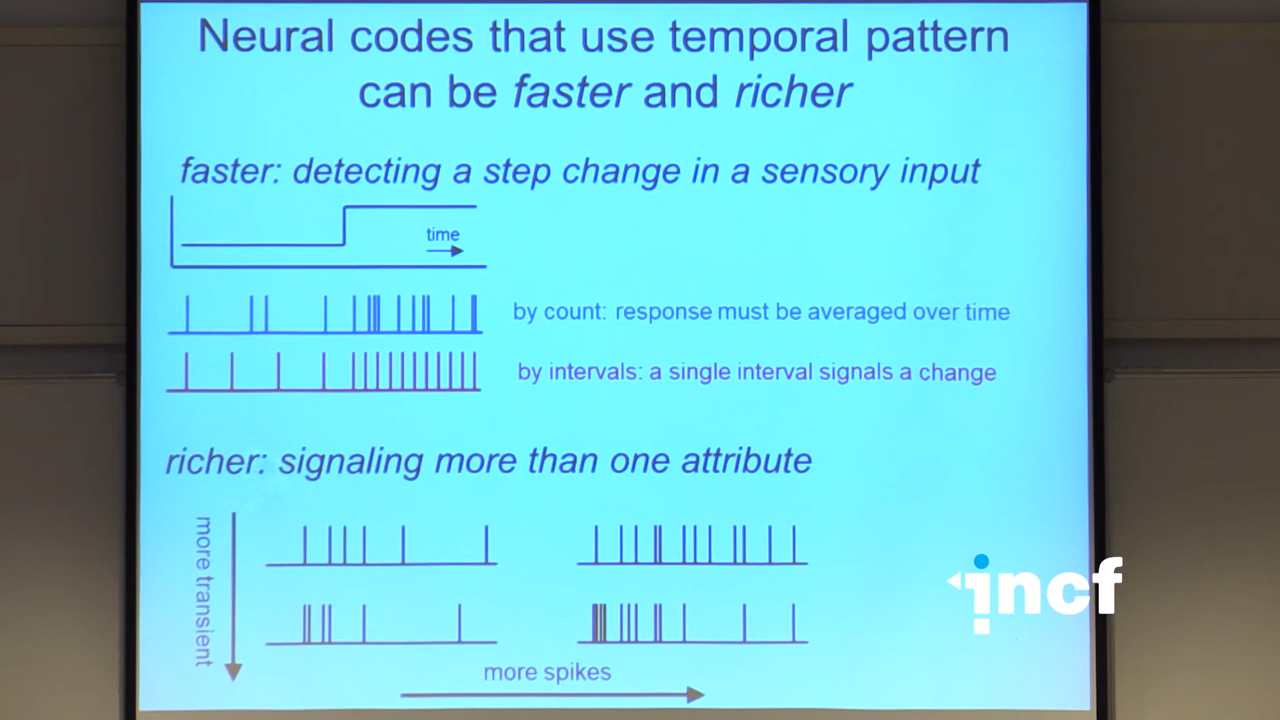 Neural codes that use temporal pattern
can be faster and richer
faster: detecting a step change in a sensory input
time
by count: response must be averaged over time
by intervals: a single interval signals a change
richer: signaling more than one attribute
more transient
more spikes
incf